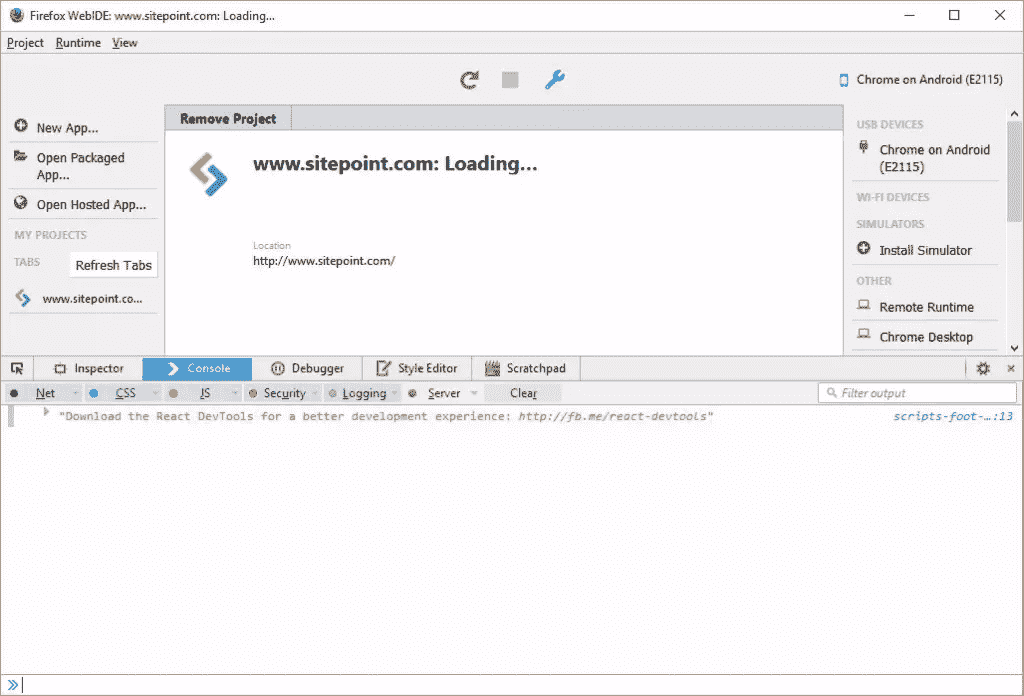 Firefox WebIDE: www.sitepoint.com: Loading...
Project Runtime View
Chrome on Android (E2115)
New App...
Open Packaged
App...
Open Hosted App...
MY PROJECTS
TABS
Refresh Tabs
www.sitepoint.co...
Remove Project
www.sitepoint.com: Loading...
Location
http://www.sitepoint.com/
USB DEVICES
Chrome on Android
(E2115)
WI-FI DEVICES
SIMULATORS
Install Simulator
OTHER
Remote Runtime
Chrome Desktop
Inspector Console Debugger Style Editor Scratchpad
Net CSS JS Security Logging Server Clear Filter output
"Download the React DevTools for a better development experience: http://fb.me/react-devtools" scripts-foot-…:13